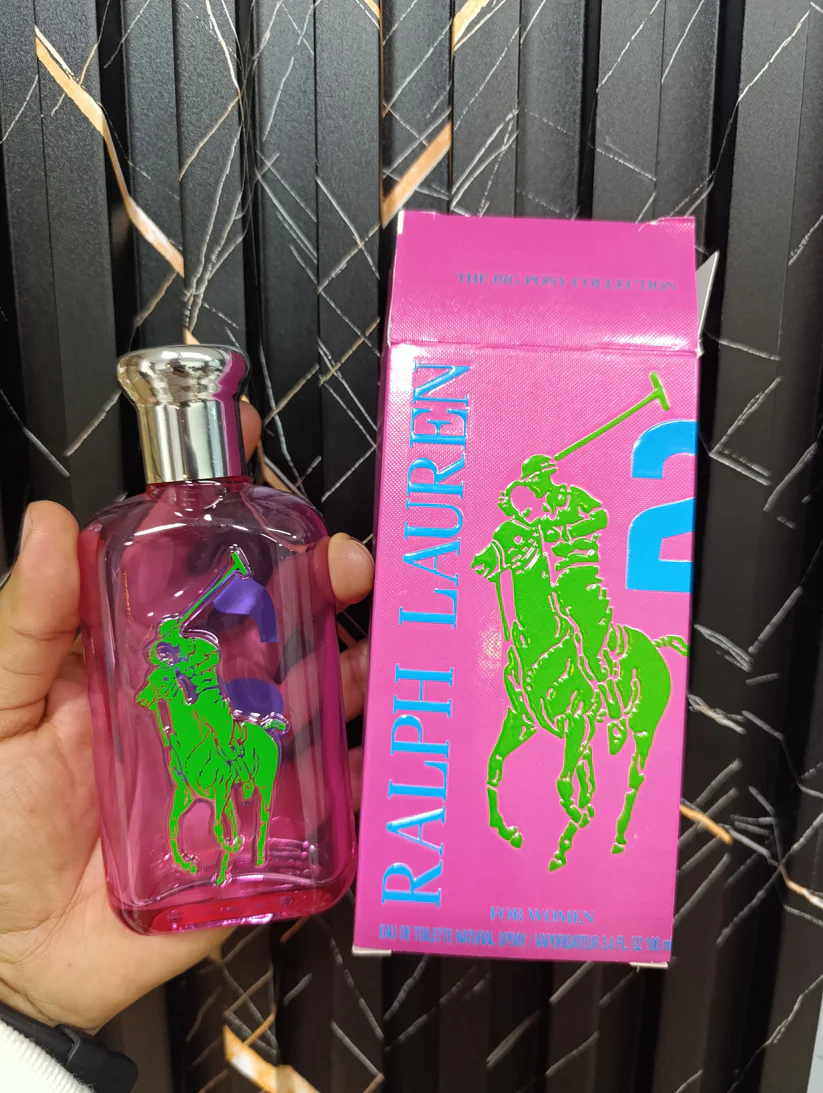 THE BIG PONY COLLECTION
RALPH LAUREN
2
FOR WOMEN
EAU DE TOILETTE NATURAL SPRAY / VAPORISATEUR 3.4 FL. OZ 100 m
2